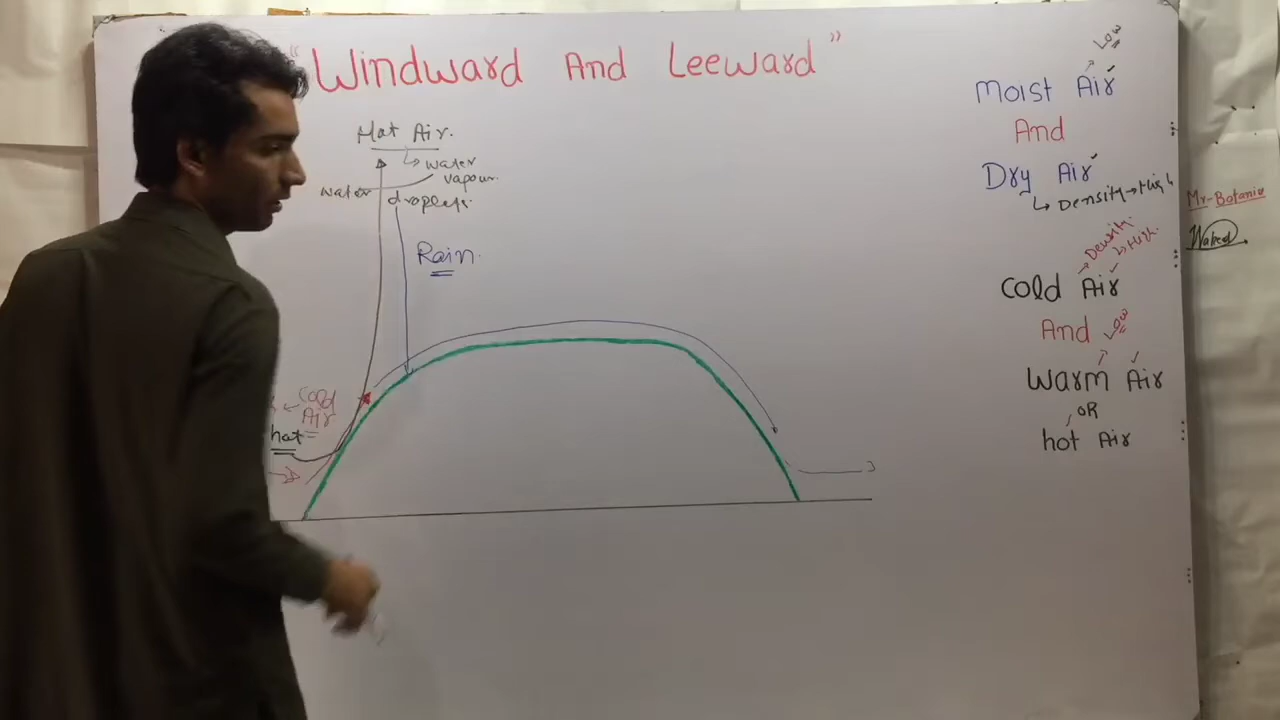 "Windward And Leeward"
Hot Air.
↳ water
vapour.
water droplets.
Rain.
Cold
Air
hot
Low
Moist Air
And
Dry Air
↳ Density → High
Density
↳ High.
Cold Air
And
Low
Warm Air
OR
hot Air
Mr-Botanic
Waheed